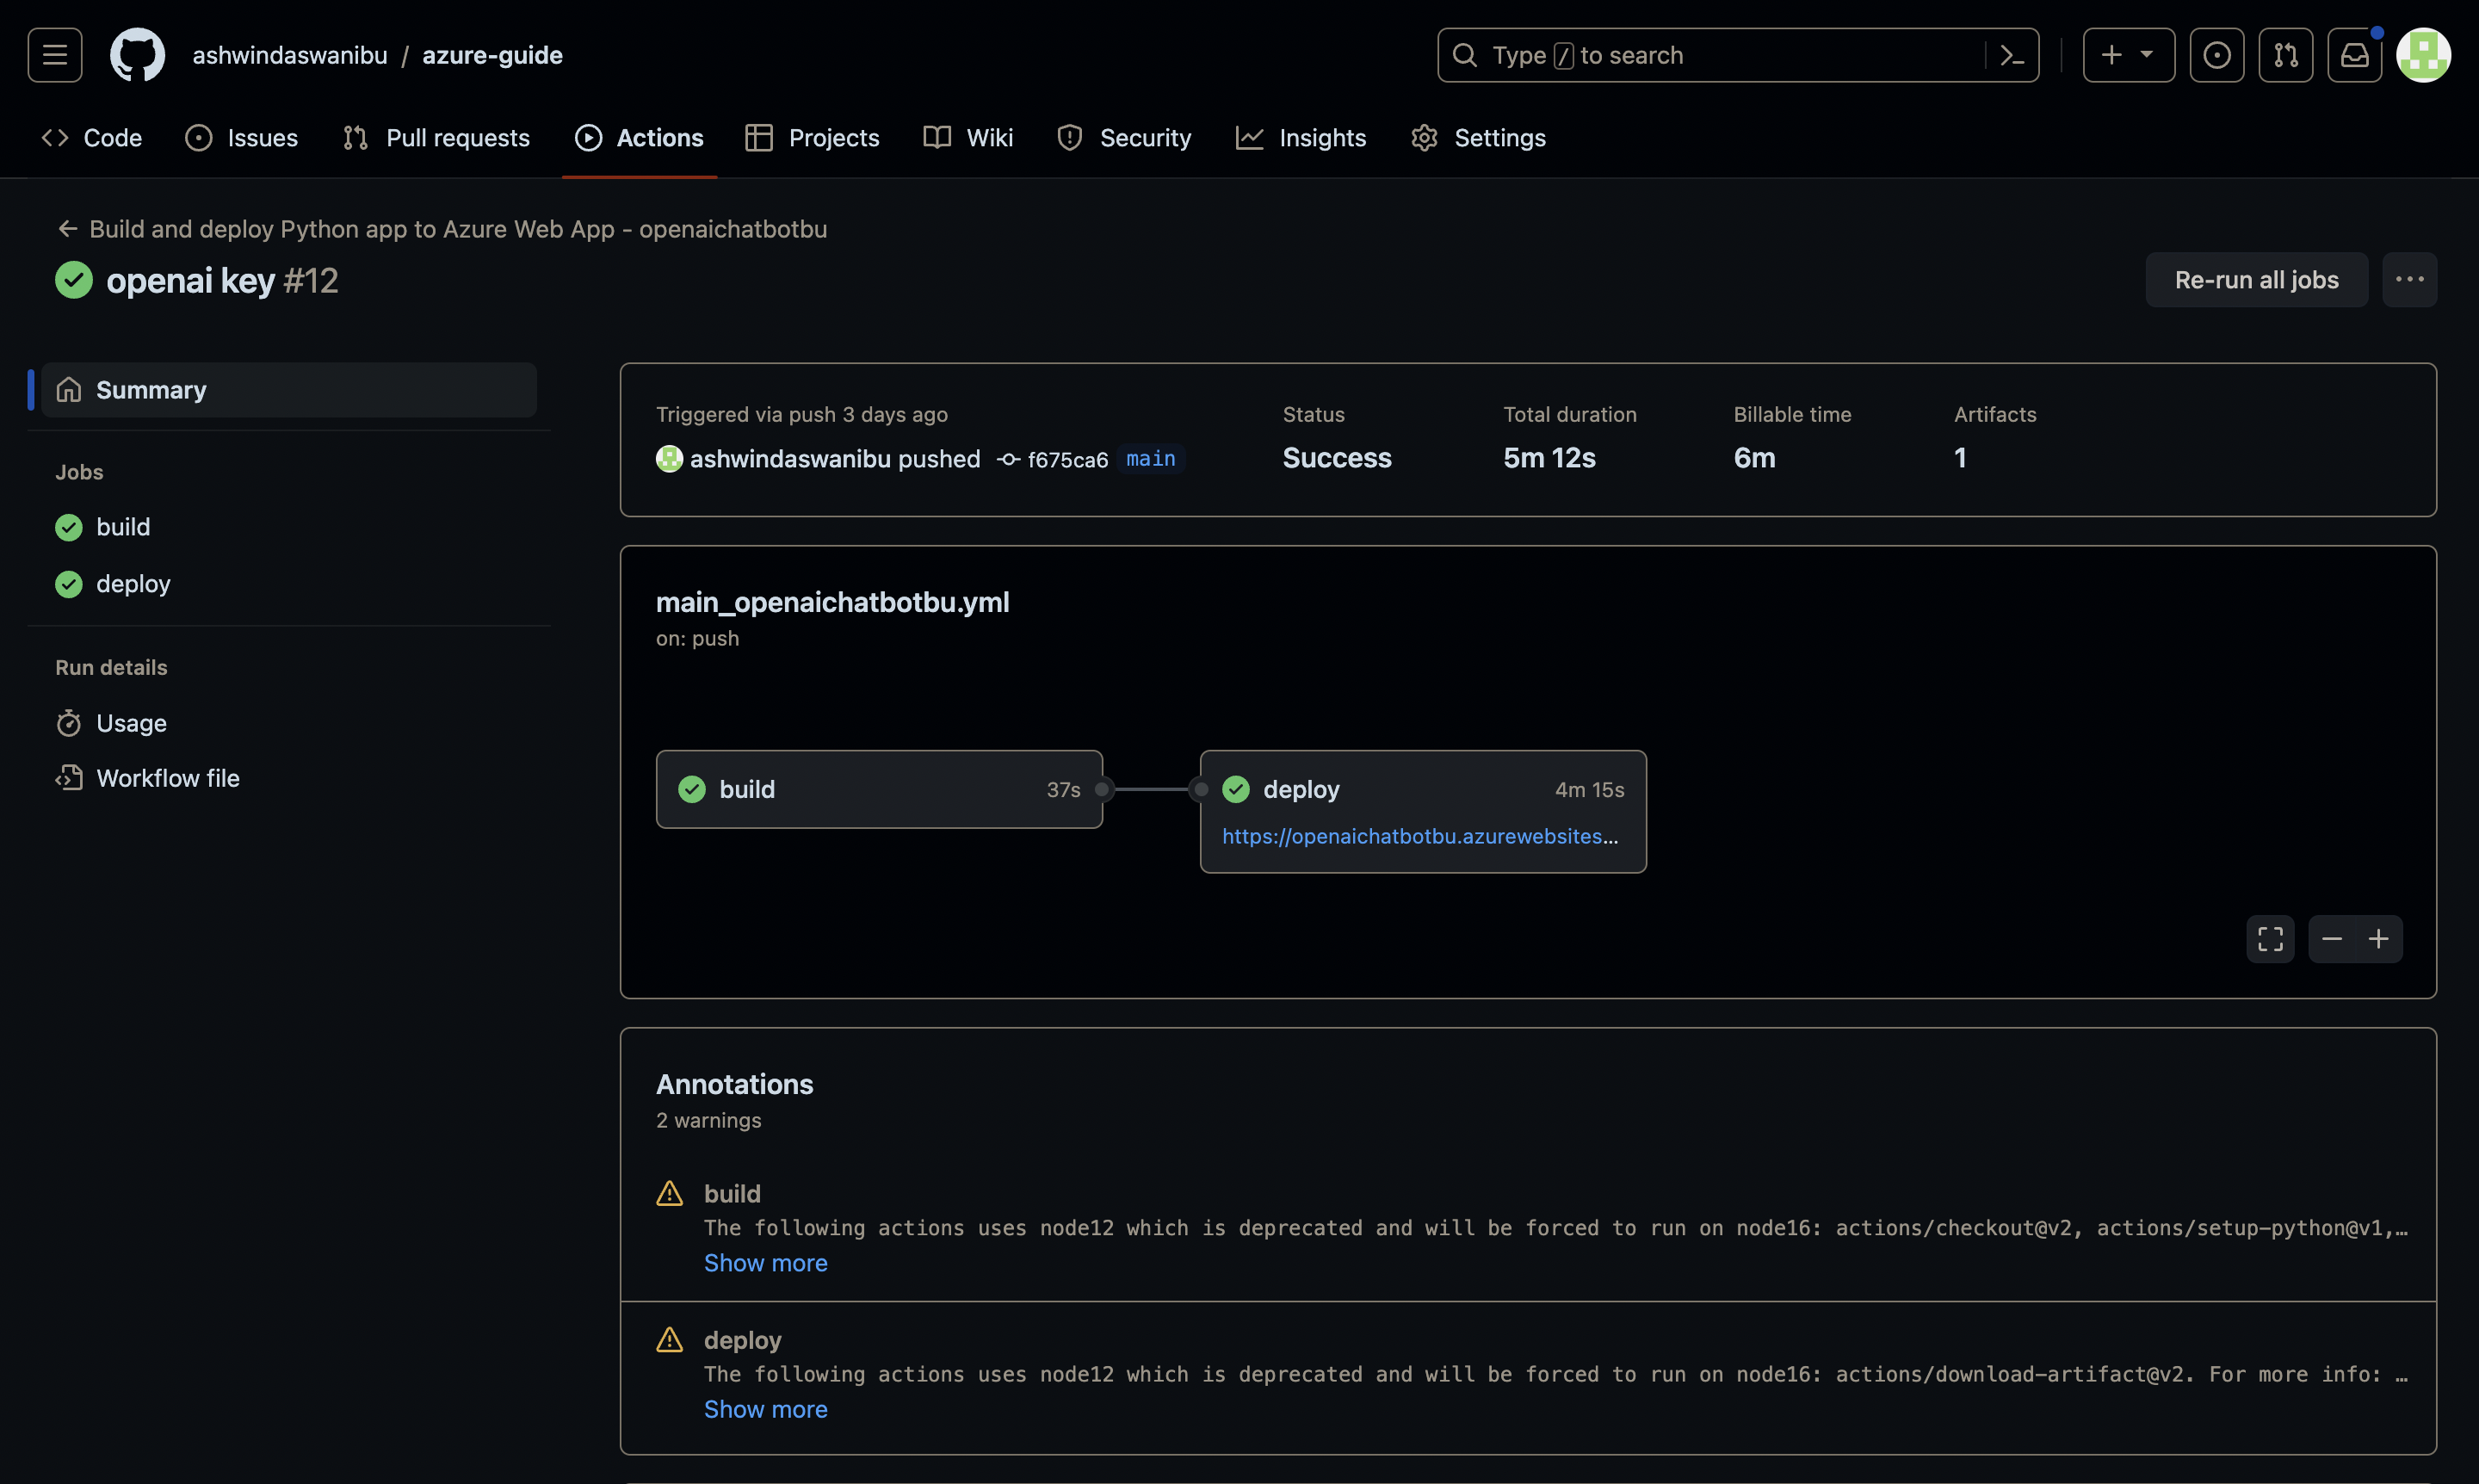 ashwindaswanibu / azure-guide
Type / to search
Code
Issues
Pull requests
Actions
Projects
Wiki
Security
Insights
Settings
← Build and deploy Python app to Azure Web App - openaichatbotbu
openai key #12
Re-run all jobs
Summary
Jobs
build
deploy
Run details
Usage
Workflow file
Triggered via push 3 days ago
ashwindaswanibu pushed f675ca6 main
Status
Success
Total duration
5m 12s
Billable time
6m
Artifacts
1
main_openaichatbotbu.yml
on: push
build 37s
deploy 4m 15s
https://openaichatbotbu.azurewebsites...
Annotations
2 warnings
build
The following actions uses node12 which is deprecated and will be forced to run on node16: actions/checkout@v2, actions/setup-python@v1,…
Show more
deploy
The following actions uses node12 which is deprecated and will be forced to run on node16: actions/download-artifact@v2. For more info: …
Show more